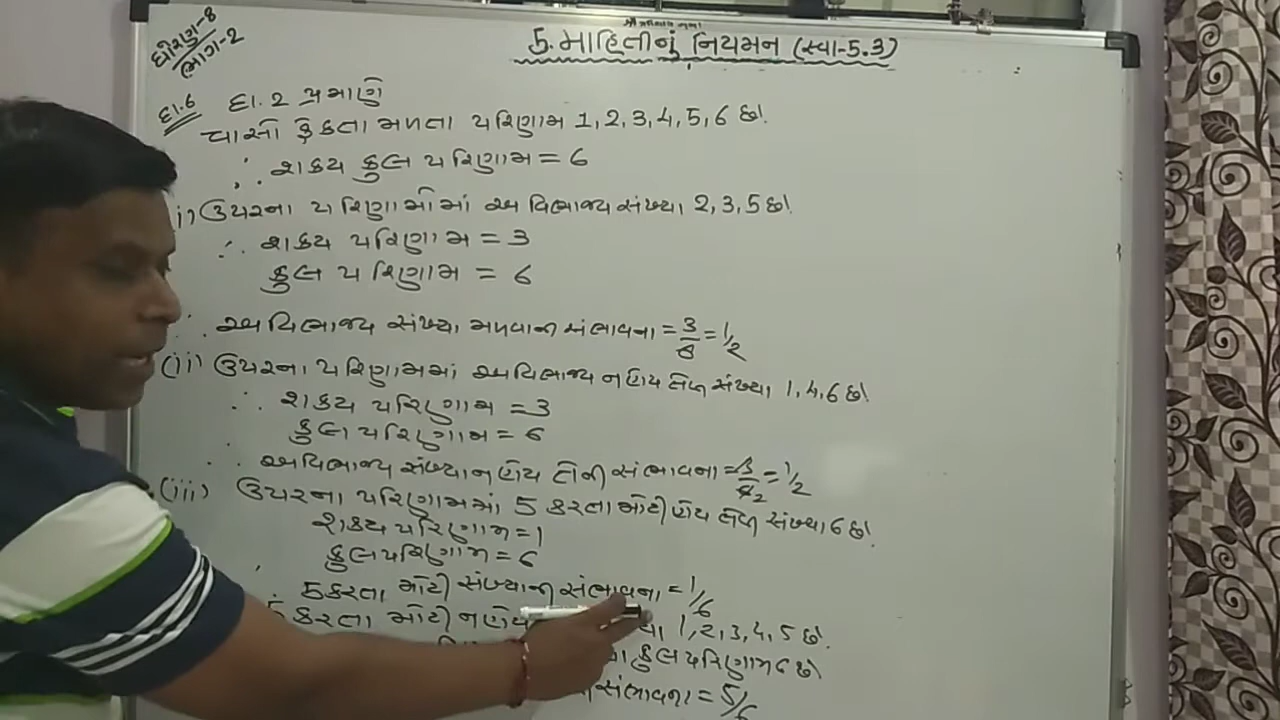 ધોરણ-8
ભાગ-2
5. માહિતીનું નિયમન (સ્વા-5.3)
દા.6 દા.2 પ્રમાણે
પાસો ફેંકતા મળતા પરિણામ 1, 2, 3, 4, 5, 6 છે.
∴ શક્ય કુલ પરિણામ = 6
i) ઉપરના પરિણામોમાં અવિભાજ્ય સંખ્યા 2, 3, 5 છે.
∴ શક્ય પરિણામ = 3
કુલ પરિણામ = 6
∴ અવિભાજ્ય સંખ્યા મળવાની સંભાવના = 3/6 = 1/2
(ii) ઉપરના પરિણામમાં અવિભાજ્ય ન હોય તેવી સંખ્યા 1, 4, 6 છે.
∴ શક્ય પરિણામ = 3
કુલ પરિણામ = 6
∴ અવિભાજ્ય સંખ્યા ન હોય તેની સંભાવના = 3/6 2 = 1/2
(iii) ઉપરના પરિણામમાં 5 કરતા મોટી હોય તેવી સંખ્યા 6 છે.
શક્ય પરિણામ = 1
કુલ પરિણામ = 6
5 કરતા મોટી સંખ્યાની સંભાવના = 1/6
5 કરતા મોટી ન હોય 1, 2, 3, 4, 5 છે.
કુલ પરિણામ 6 છે
સંભાવના = 5/6